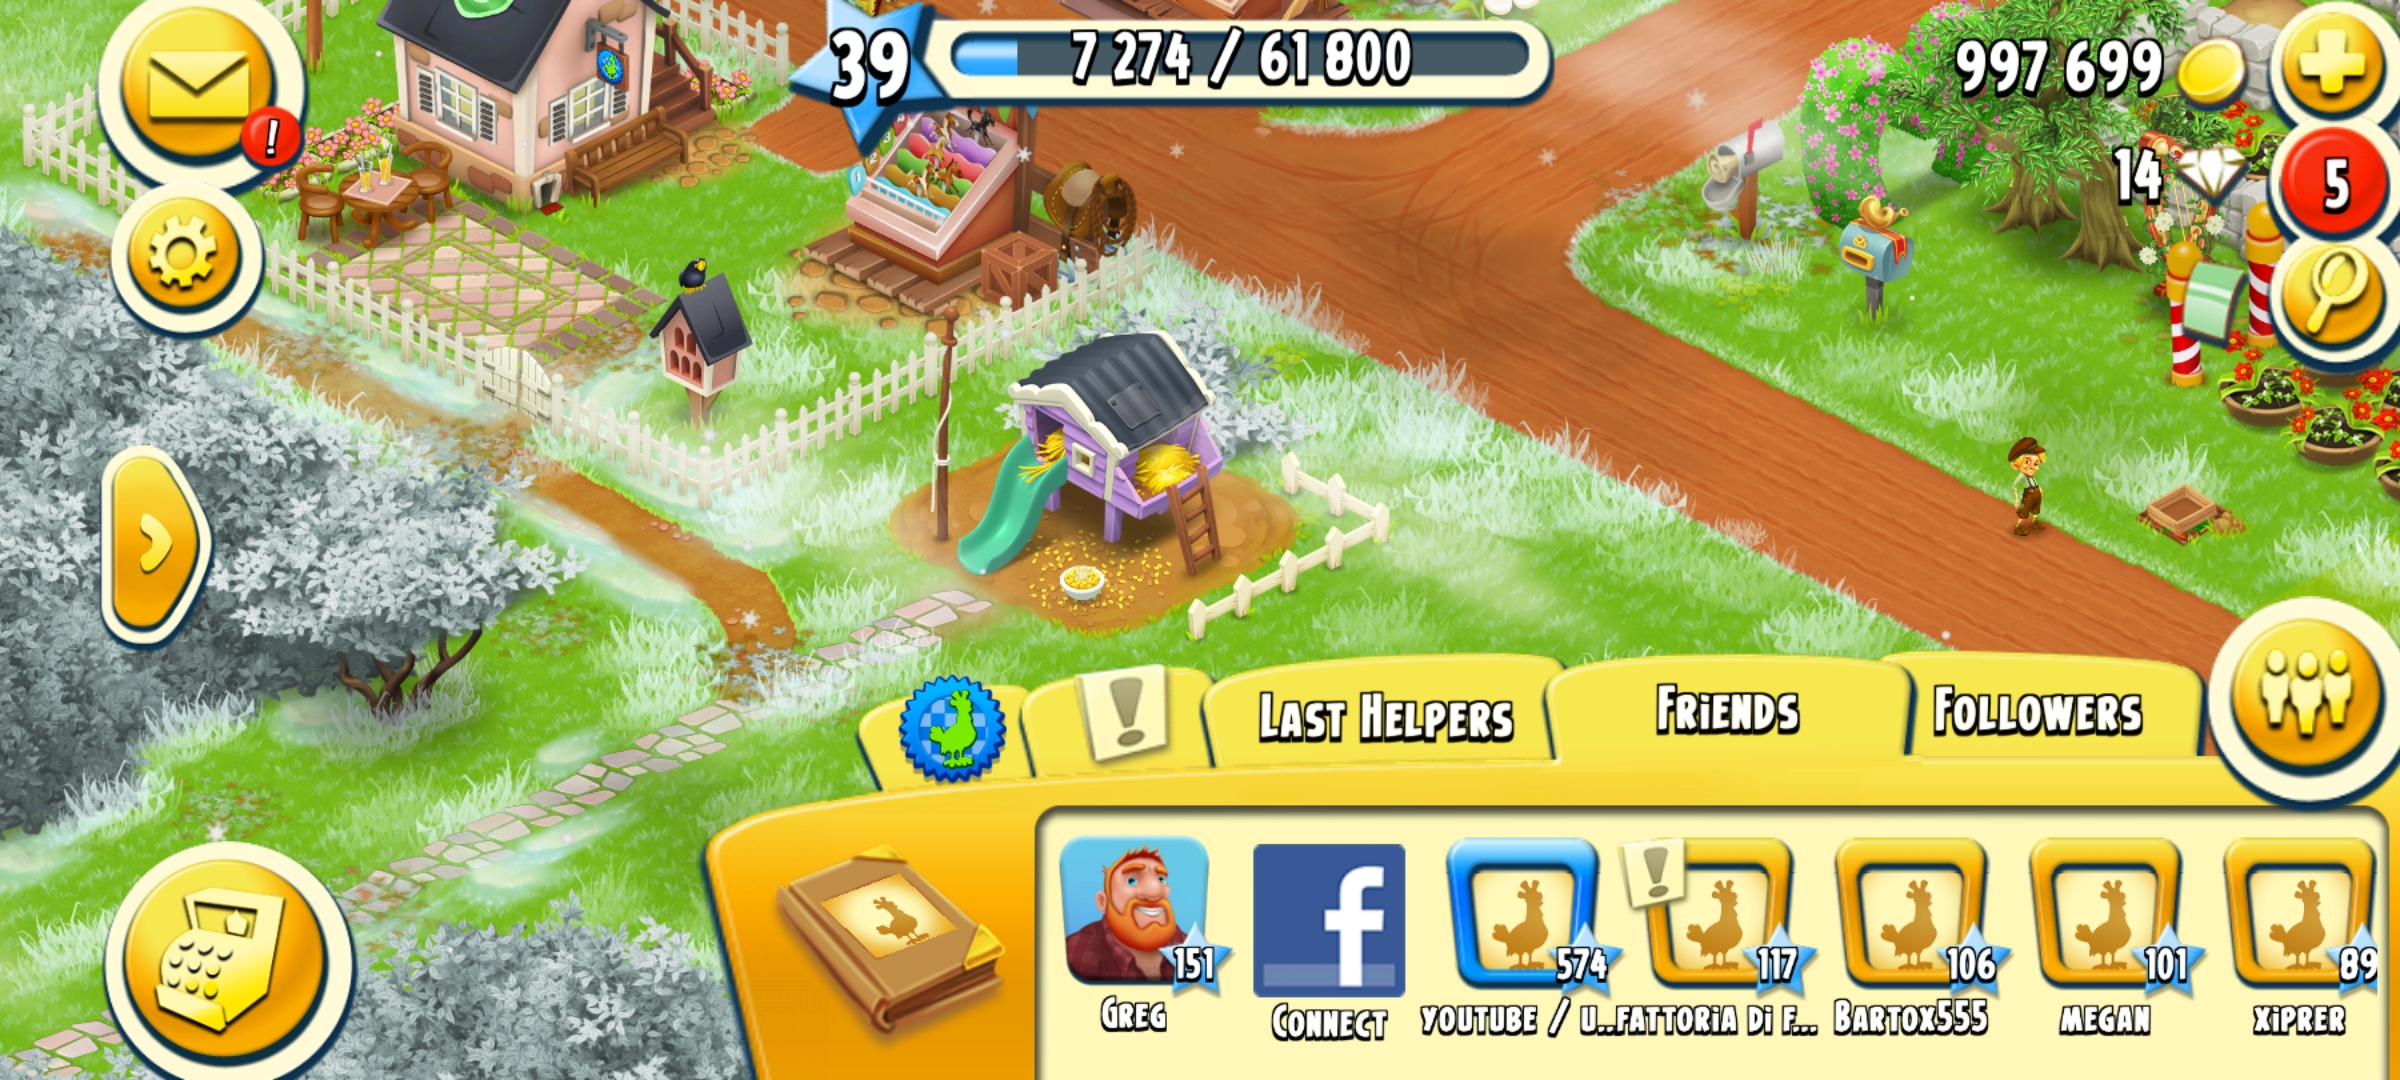 39
7 274 / 61 800
997 699
!
14
5
Last Helpers
Friends
Followers
151
574
117
106
101
89
Greg
Connect
youtube / u...
fattoria di f...
Bartox555
megan
xiprer